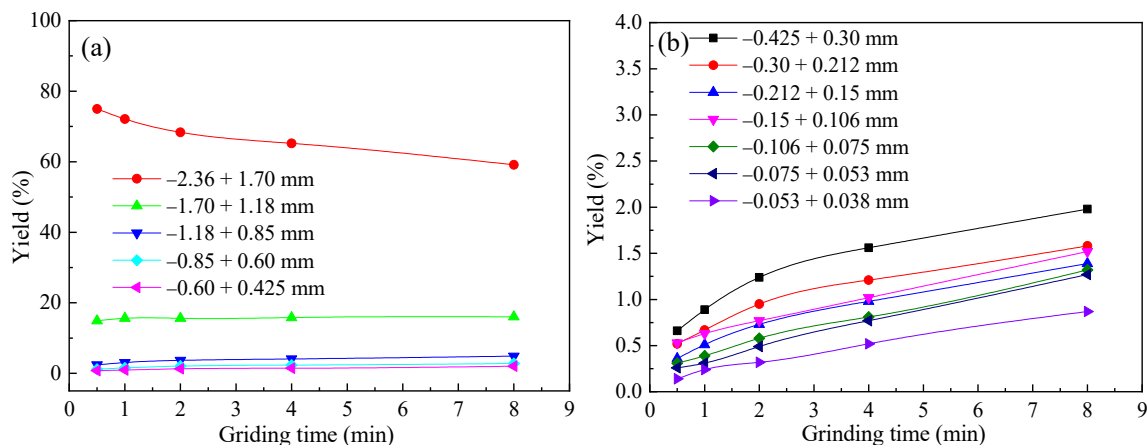 (a)
100
80
60
40
20
0
Yield (%)
–2.36 + 1.70 mm
–1.70 + 1.18 mm
–1.18 + 0.85 mm
–0.85 + 0.60 mm
–0.60 + 0.425 mm
0 1 2 3 4 5 6 7 8 9
Griding time (min)
(b)
4.0
3.5
3.0
2.5
2.0
1.5
1.0
0.5
0.0
Yield (%)
–0.425 + 0.30 mm
–0.30 + 0.212 mm
–0.212 + 0.15 mm
–0.15 + 0.106 mm
–0.106 + 0.075 mm
–0.075 + 0.053 mm
–0.053 + 0.038 mm
0 1 2 3 4 5 6 7 8 9
Grinding time (min)